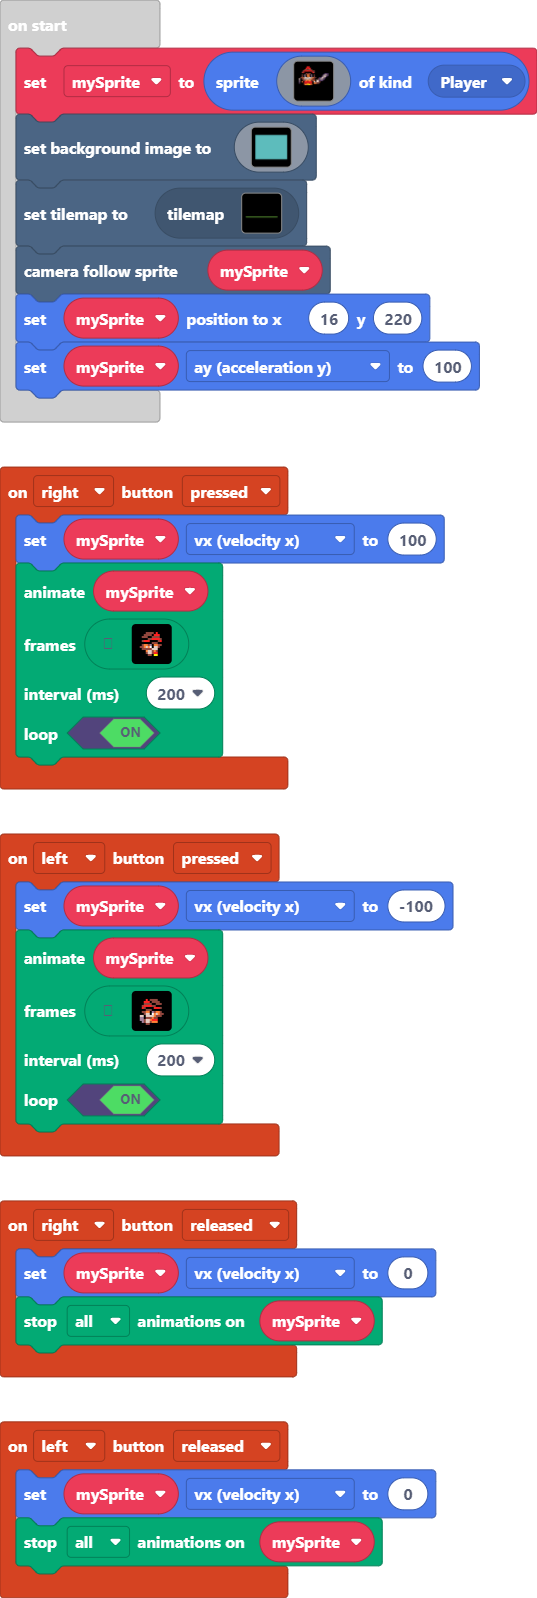 on start
set mySprite to sprite of kind Player
set background image to
set tilemap to tilemap
camera follow sprite mySprite
set mySprite position to x 16 y 220
set mySprite ay (acceleration y) to 100
on right button pressed
set mySprite vx (velocity x) to 100
animate mySprite
frames
interval (ms) 200
loop ON
on left button pressed
set mySprite vx (velocity x) to -100
animate mySprite
frames
interval (ms) 200
loop ON
on right button released
set mySprite vx (velocity x) to 0
stop all animations on mySprite
on left button released
set mySprite vx (velocity x) to 0
stop all animations on mySprite